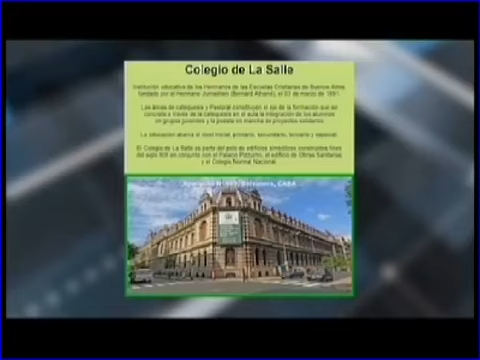 Colegio de La Salle
Institución educativa de los Hermanos de las Escuelas Cristianas de Buenos Aires,
fundado por el Hermano (Bernard Alhand), el 20 de marzo de 1891.
Las áreas de catequesis y Pastoral constituyen el eje de la formación que se
concreta a través de la catequesis en el aula la integración de los alumnos
en grupos juveniles y la puesta en marcha de proyectos solidarios.
La educación abarca el nivel inicial, primario, secundario, terciario y especial.
El Colegio de La Salle es parte del polo de edificios simbólicos construidos fines
del siglo XIX en conjunto con el Palacio Pizzurno, el edificio de Obras Sanitarias
y el Colegio Normal Nacional.
Balvanera, CABA